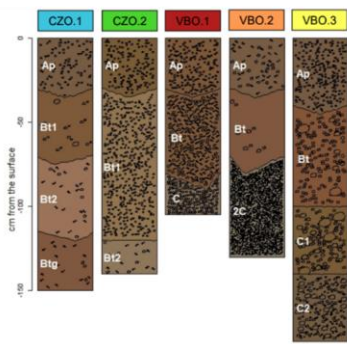 CZO.1 CZO.2 VBO.1 VBO.2 VBO.3
cm from the surface
0
-50
-100
-150
Ap
Bt1
Bt2
Btg
Ap
Bt1
Bt2
Ap
Bt
C
Ap
Bt
2C
Ap
Bt
C1
C2